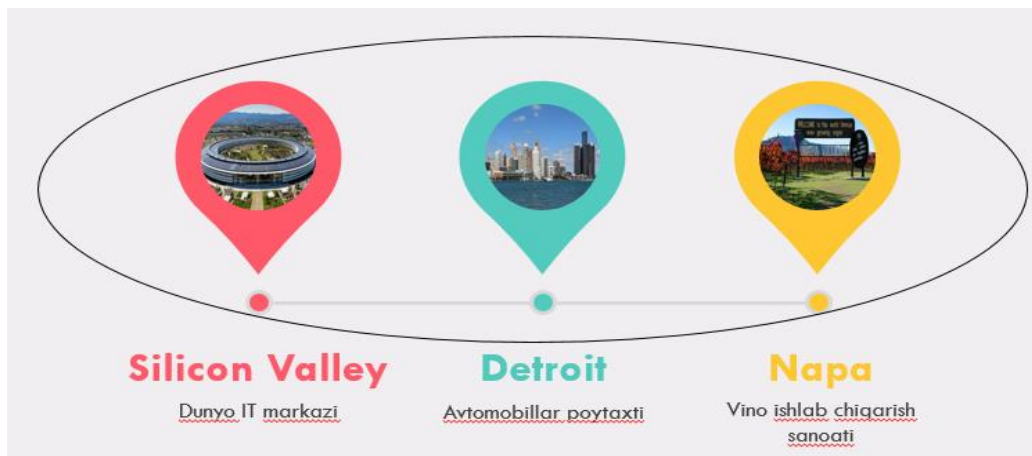 Silicon Valley
Detroit
Napa
Dunyo IT markazi
Avtomobillar poytaxti
Vino ishlab chiqarish
sanoati